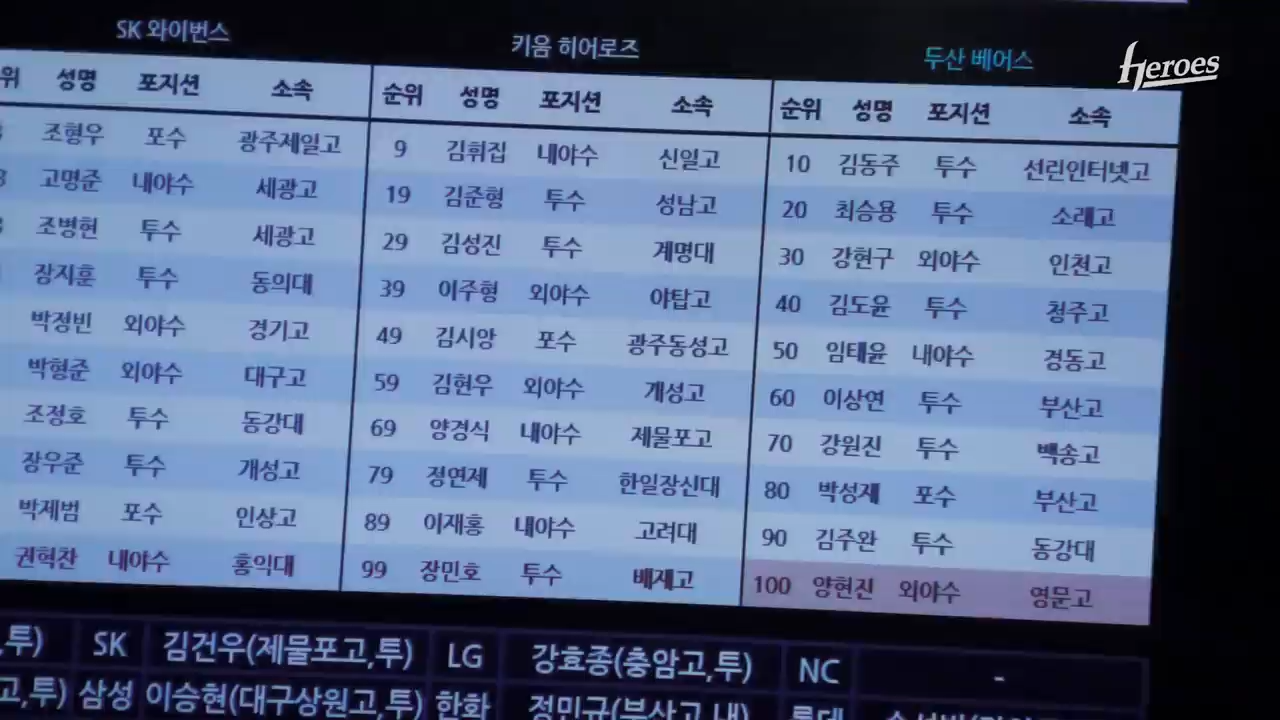 SK 와이번스 키움 히어로즈 두산 베어스
heroes
위 성명 포지션 소속 순위 성명 포지션 소속 순위 성명 포지션 소속
조형우 포수 광주제일고 9 김휘집 내야수 신일고 10 김동주 투수 선린인터넷고
고명준 내야수 세광고 19 김준형 투수 성남고 20 최승용 투수 소래고
조병현 투수 세광고 29 김성진 투수 계명대 30 강현구 외야수 인천고
장지훈 투수 동의대 39 이주형 외야수 야탑고 40 김도윤 투수 청주고
박정빈 외야수 경기고 49 김시앙 포수 광주동성고 50 임태윤 내야수 경동고
박형준 외야수 대구고 59 김현우 외야수 개성고 60 이상연 투수 부산고
조정호 투수 동강대 69 양경식 내야수 제물포고 70 강원진 투수 백송고
장우준 투수 개성고 79 정연제 투수 한일장신대 80 박성재 포수 부산고
박제범 포수 인상고 89 이재홍 내야수 고려대 90 김주완 투수 동강대
권혁찬 내야수 홍익대 99 장민호 투수 배재고 100 양현진 외야수 영문고
,투) SK 김건우(제물포고,투) LG 강효종(충암고,투) NC -
고,투) 삼성 이승현(대구상원고,투) 한화 정민규(부산고,내) 롯데